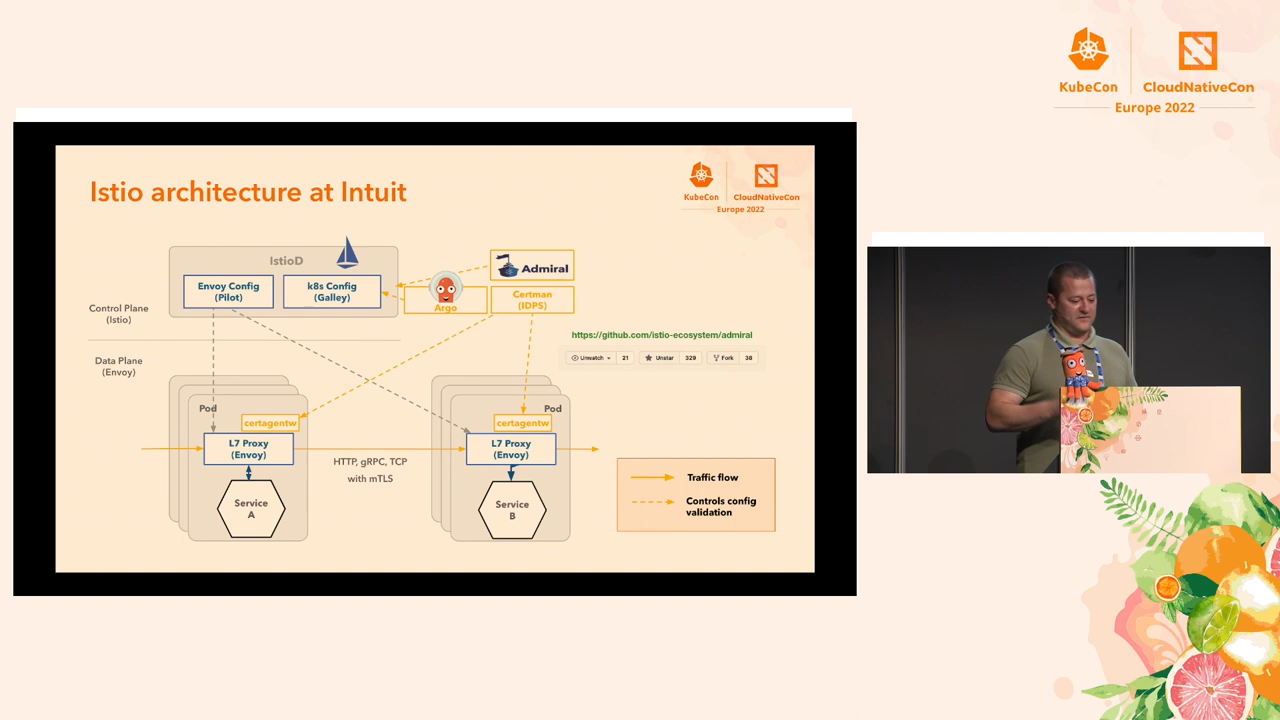 KubeCon
CloudNativeCon
Europe 2022
Istio architecture at Intuit
KubeCon
CloudNativeCon
Europe 2022
IstioD
Envoy Config
(Pilot)
k8s Config
(Galley)
Argo
Admiral
Certman
(IDPS)
Control Plane
(Istio)
Data Plane
(Envoy)
https://github.com/istio-ecosystem/admiral
Unwatch
21
Unstar
329
Fork
38
Pod
certagentw
L7 Proxy
(Envoy)
Service
A
HTTP, gRPC, TCP
with mTLS
Pod
certagentw
L7 Proxy
(Envoy)
Service
B
Traffic flow
Controls config
validation